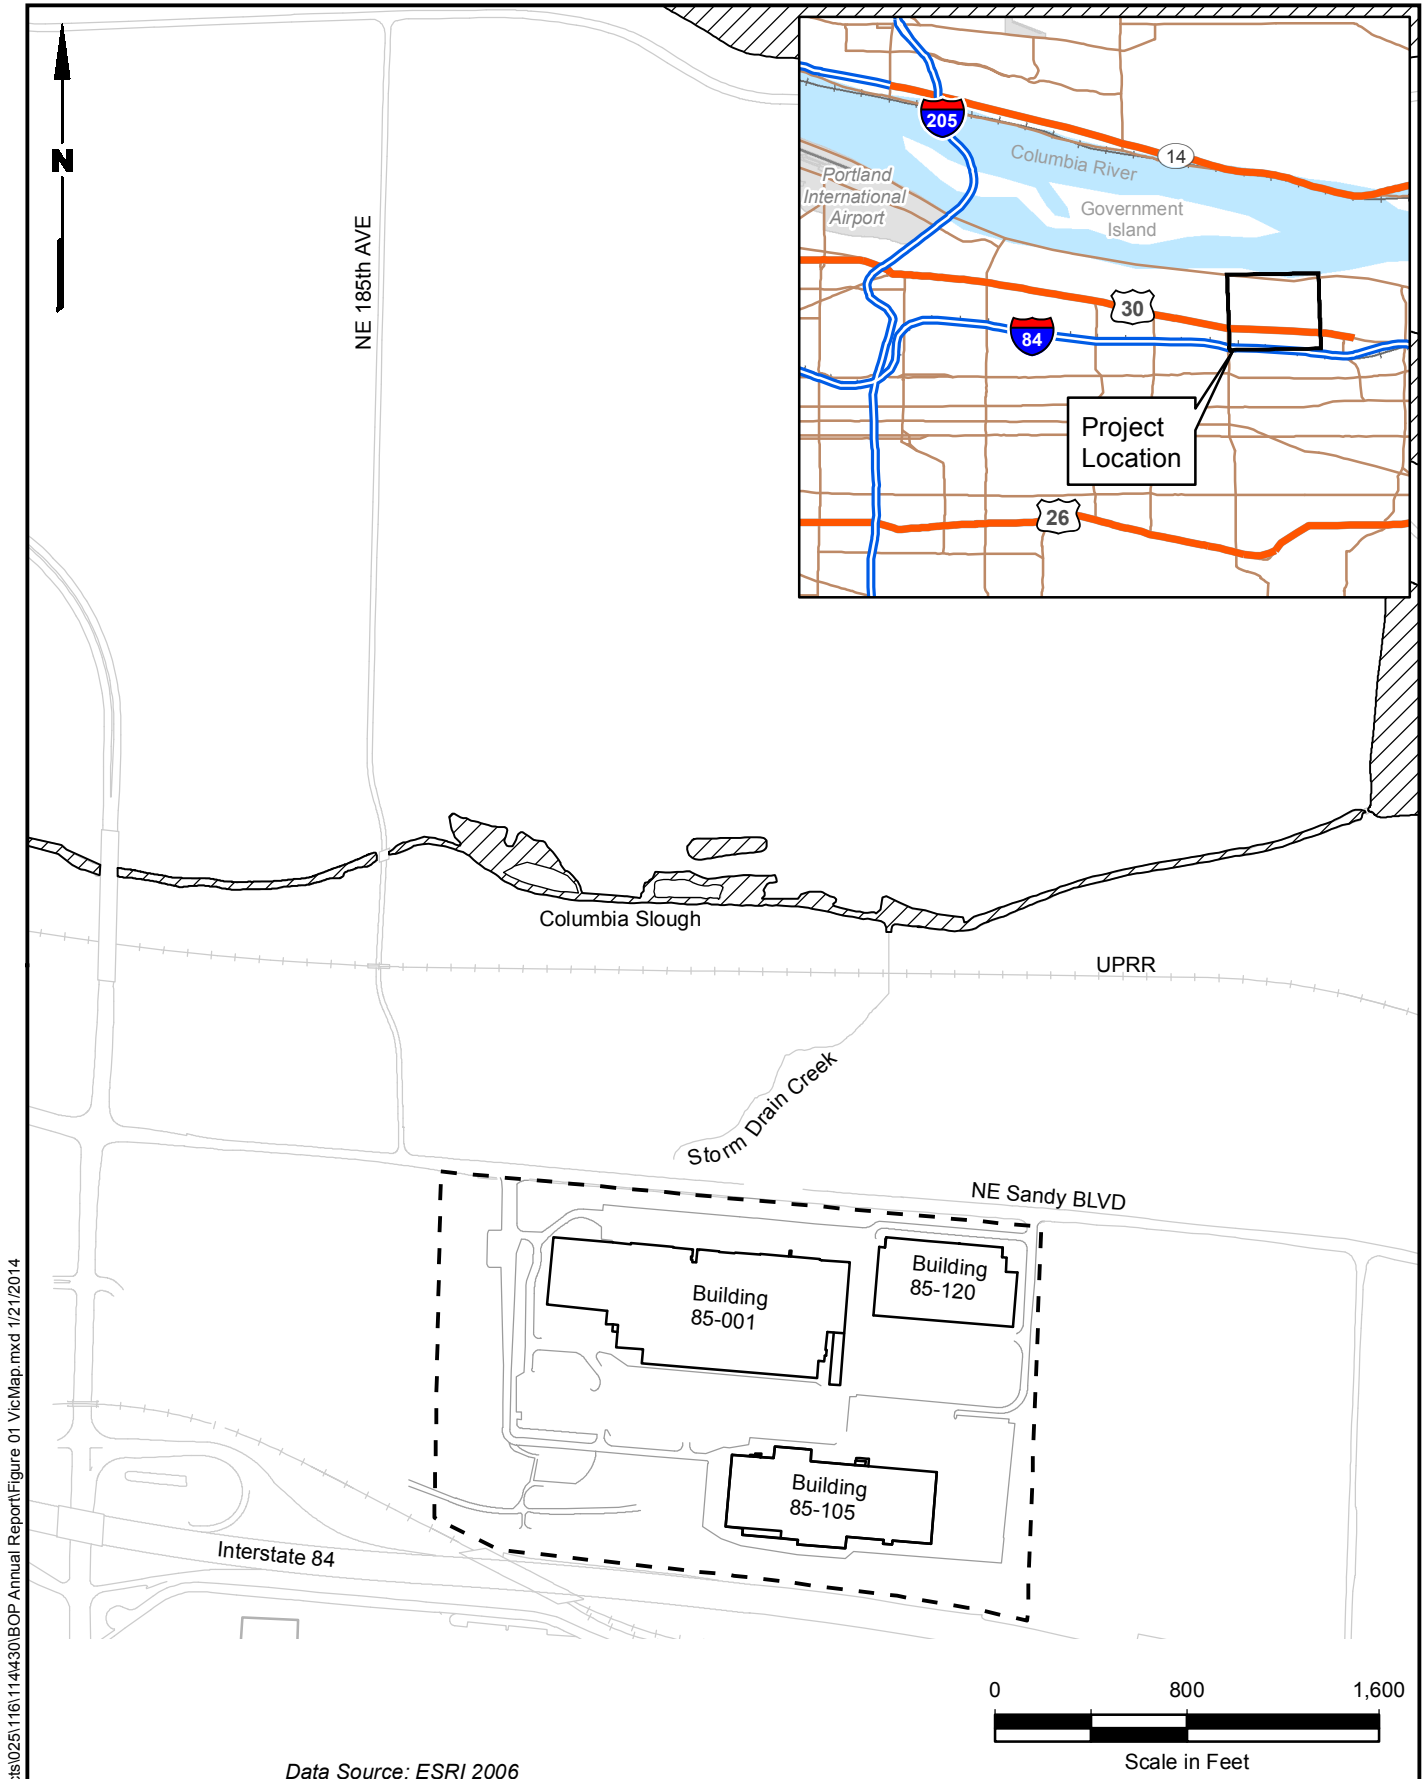 N
NE 185th AVE
205
14
Columbia River
Portland
International
Airport
Government
Island
30
84
Project
Location
26
Columbia Slough
UPRR
Storm Drain Creek
NE Sandy BLVD
Building
85-120
Building
85-001
Building
85-105
Interstate 84
0 800 1,600
Scale in Feet
Data Source: ESRI 2006
cts\025\116\114\430\BOP Annual Report\Figure 01 VicMap.mxd 1/21/2014